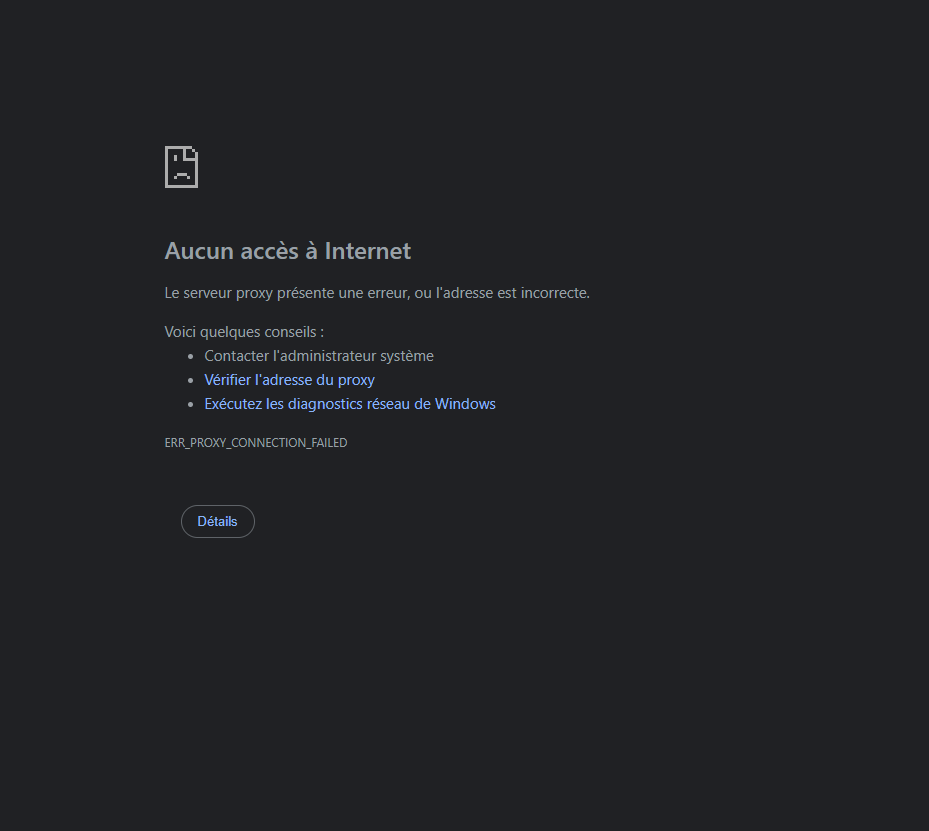 Aucun accès à Internet
Le serveur proxy présente une erreur, ou l'adresse est incorrecte.
Voici quelques conseils :
Contacter l'administrateur système
Vérifier l'adresse du proxy
Exécutez les diagnostics réseau de Windows
ERR_PROXY_CONNECTION_FAILED
Détails